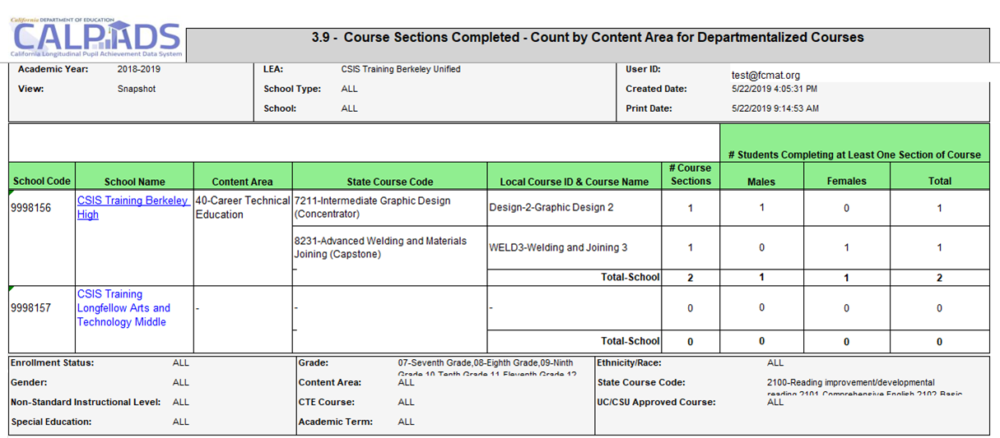 California DEPARTMENT OF EDUCATION
CALPADS
California Longitudinal Pupil Achievement Data System
3.9 - Course Sections Completed - Count by Content Area for Departmentalized Courses
Academic Year: 2018-2019 LEA: CSIS Training Berkeley Unified User ID: test@fcmat.org
View: Snapshot School Type: ALL Created Date: 5/22/2019 4:05:31 PM
School: ALL Print Date: 5/22/2019 9:14:53 AM
# Students Completing at Least One Section of Course
School Code School Name Content Area State Course Code Local Course ID & Course Name # Course Sections Males Females Total
9998156 CSIS Training Berkeley High 40-Career Technical Education 7211-Intermediate Graphic Design (Concentrator) Design-2-Graphic Design 2 1 1 0 1
8231-Advanced Welding and Materials Joining (Capstone) WELD3-Welding and Joining 3 1 0 1 1
-
Total-School 2 1 1 2
9998157 CSIS Training Longfellow Arts and Technology Middle - - - 0 0 0 0
-
Total-School 0 0 0 0
Enrollment Status: ALL Grade: 07-Seventh Grade,08-Eighth Grade,09-Ninth Grade,10-Tenth Grade,11-Eleventh Grade,12 Ethnicity/Race: ALL
Gender: ALL Content Area: ALL State Course Code: 2100-Reading improvement/developmental reading,2101-Comprehensive English,2102-Basic
Non-Standard Instructional Level: ALL CTE Course: ALL UC/CSU Approved Course: ALL
Special Education: ALL Academic Term: ALL